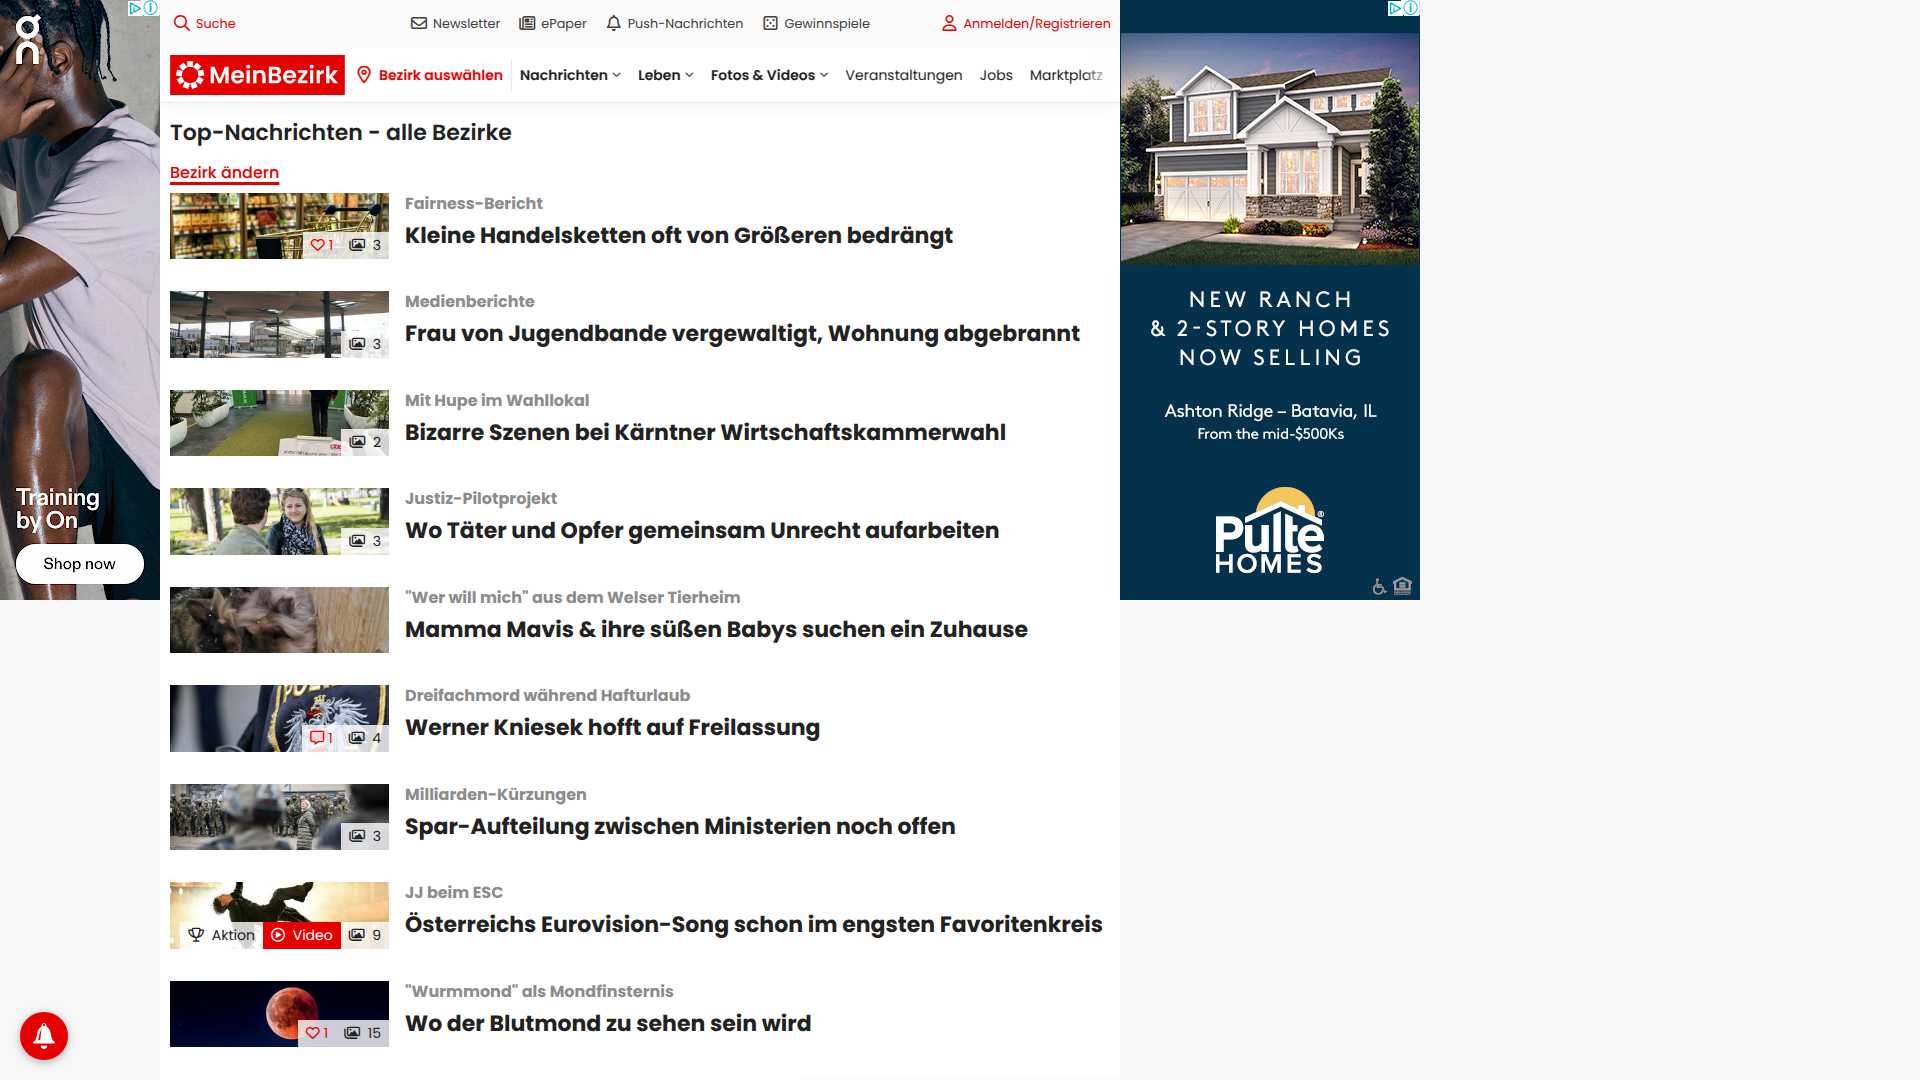 Suche
Newsletter
ePaper
Push-Nachrichten
Gewinnspiele
Anmelden/Registrieren
MeinBezirk
Bezirk auswählen
Nachrichten
Leben
Fotos & Videos
Veranstaltungen
Jobs
Marktplatz
Top-Nachrichten - alle Bezirke
Bezirk ändern
Fairness-Bericht
Kleine Handelsketten oft von Größeren bedrängt
1 3
Medienberichte
Frau von Jugendbande vergewaltigt, Wohnung abgebrannt
3
Mit Hupe im Wahllokal
Bizarre Szenen bei Kärntner Wirtschaftskammerwahl
2
Justiz-Pilotprojekt
Wo Täter und Opfer gemeinsam Unrecht aufarbeiten
3
"Wer will mich" aus dem Welser Tierheim
Mamma Mavis & ihre süßen Babys suchen ein Zuhause
Dreifachmord während Hafturlaub
Werner Kniesek hofft auf Freilassung
1 4
Milliarden-Kürzungen
Spar-Aufteilung zwischen Ministerien noch offen
3
JJ beim ESC
Österreichs Eurovision-Song schon im engsten Favoritenkreis
Aktion Video 9
"Wurmmond" als Mondfinsternis
Wo der Blutmond zu sehen sein wird
1 15
Training
by On
Shop now
NEW RANCH
& 2-STORY HOMES
NOW SELLING
Ashton Ridge – Batavia, IL
From the mid-$500Ks
Pulte®
HOMES